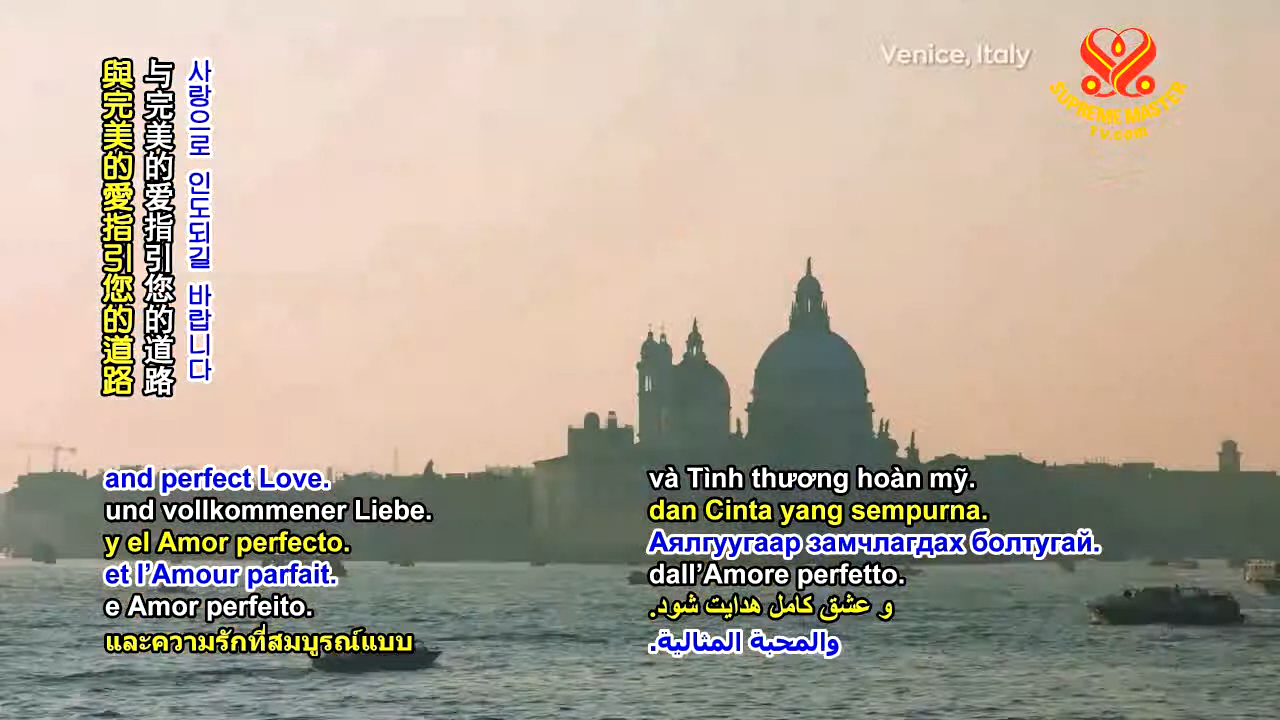 Venice, Italy
SUPREME MASTER
TV.com
사랑으로 인도되길 바랍니다
与完美的爱指引您的道路
與完美的愛指引您的道路
and perfect Love.
und vollkommener Liebe.
y el Amor perfecto.
et l’Amour parfait.
e Amor perfeito.
และความรักที่สมบูรณ์แบบ
và Tình thương hoàn mỹ.
dan Cinta yang sempurna.
Аялгуугаар замчлагдах болтугай.
dall’Amore perfetto.
و عشق کامل هدایت شود.
والمحبة المثالية.